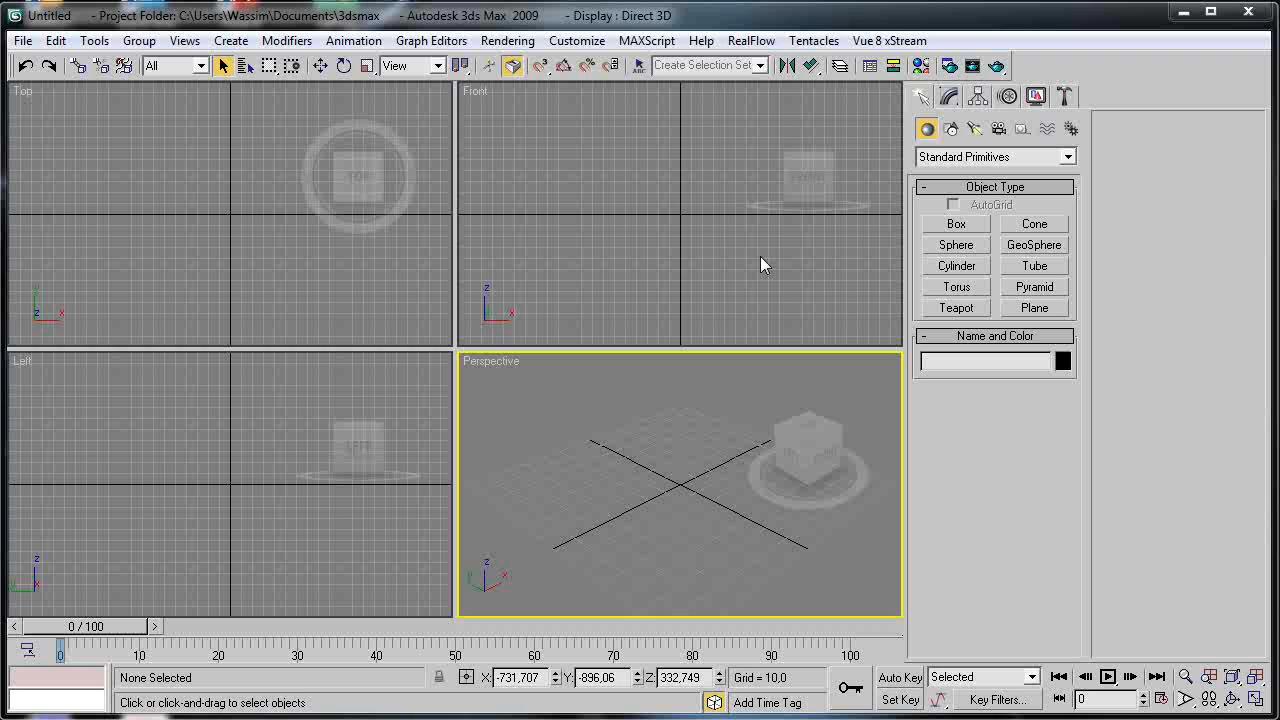 Untitled - Project Folder: C:\Users\Wassim\Documents\3dsmax - Autodesk 3ds Max 2009 - Display : Direct 3D
File Edit Tools Group Views Create Modifiers Animation Graph Editors Rendering Customize MAXScript Help RealFlow Tentacles Vue 8 xStream
All View ABC Create Selection Set
Top Front
Standard Primitives
- Object Type
AutoGrid
Box Cone
Sphere GeoSphere
Cylinder Tube
Torus Pyramid
Teapot Plane
- Name and Color
y z x z x
Left Perspective
LEFT
z y x z y x
< 0 / 100 >
0 10 20 30 40 50 60 70 80 90 100
None Selected X: -731,707 Y: -896,06 Z: 332,749 Grid = 10,0 Auto Key Selected
Click or click-and-drag to select objects Add Time Tag Set Key Key Filters... 0